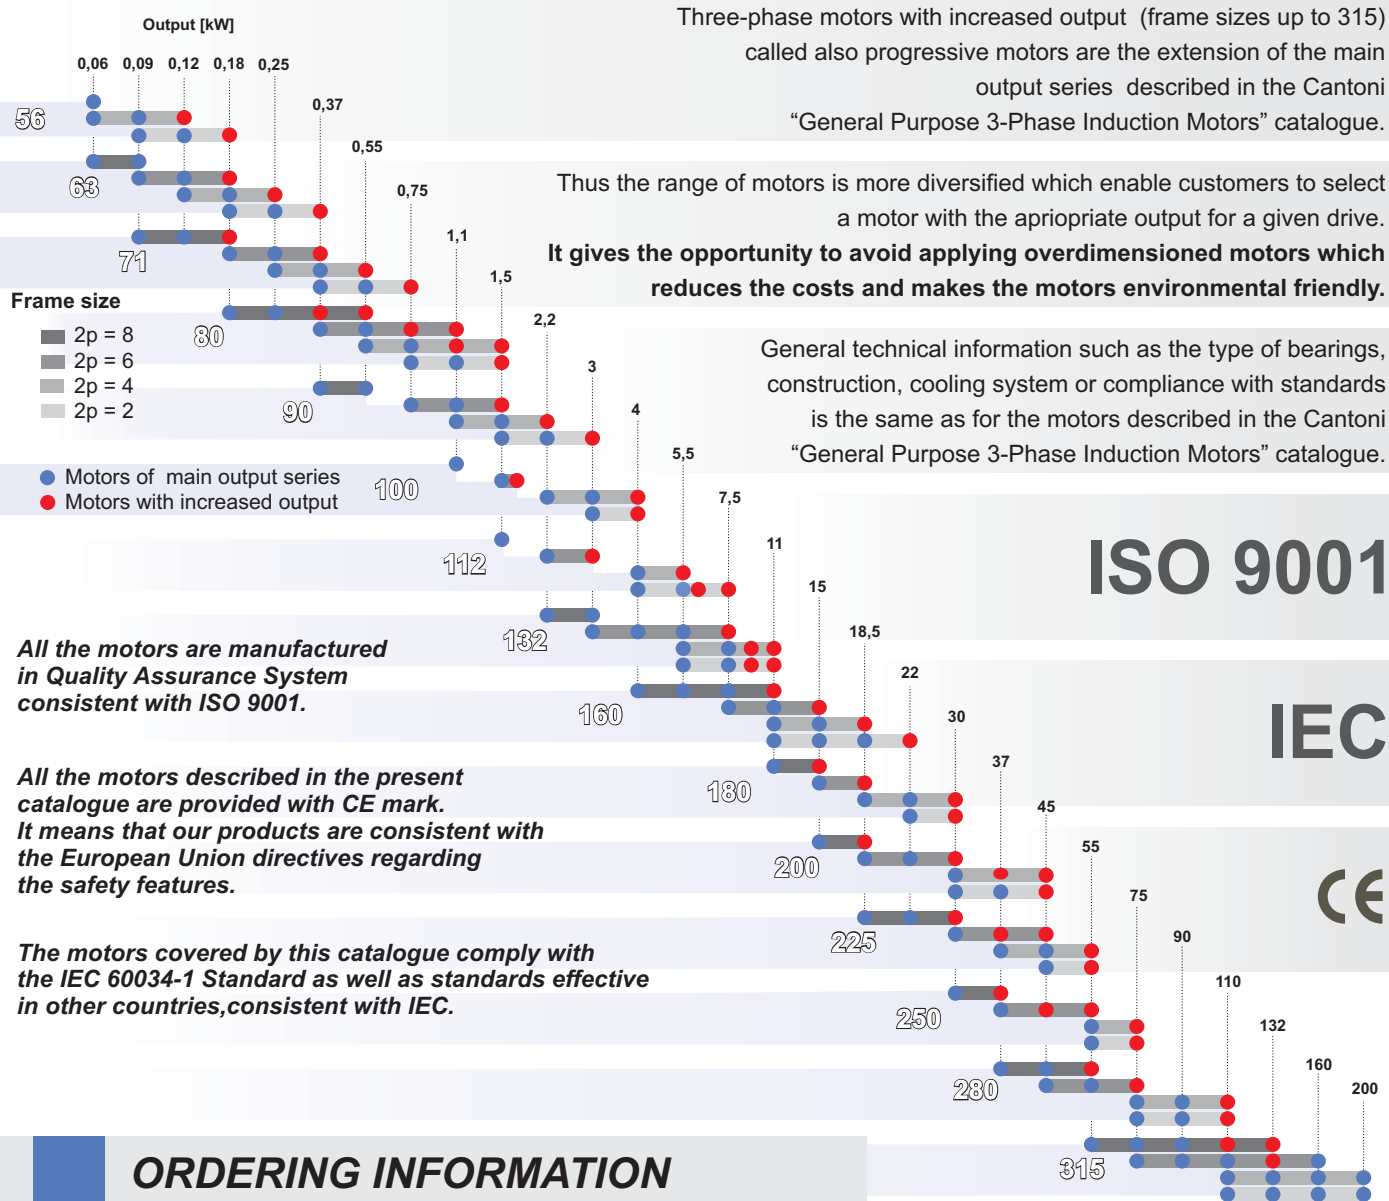 Output [kW]
0,06 0,09 0,12 0,18 0,25
0,37
0,55
0,75
1,1
1,5
2,2
3
4
5,5
7,5
11
15
18,5
22
30
37
45
55
75
90
110
132
160
200
56
63
71
80
90
100
112
132
160
180
200
225
250
280
315
Frame size
2p = 8
2p = 6
2p = 4
2p = 2
Motors of main output series
Motors with increased output
Three-phase motors with increased output (frame sizes up to 315)
called also progressive motors are the extension of the main
output series described in the Cantoni
“General Purpose 3-Phase Induction Motors” catalogue.
Thus the range of motors is more diversified which enable customers to select
a motor with the apriopriate output for a given drive.
It gives the opportunity to avoid applying overdimensioned motors which
reduces the costs and makes the motors environmental friendly.
General technical information such as the type of bearings,
construction, cooling system or compliance with standards
is the same as for the motors described in the Cantoni
“General Purpose 3-Phase Induction Motors” catalogue.
ISO 9001
IEC
CE
All the motors are manufactured
in Quality Assurance System
consistent with ISO 9001.
All the motors described in the present
catalogue are provided with CE mark.
It means that our products are consistent with
the European Union directives regarding
the safety features.
The motors covered by this catalogue comply with
the IEC 60034-1 Standard as well as standards effective
in other countries,consistent with IEC.
ORDERING INFORMATION